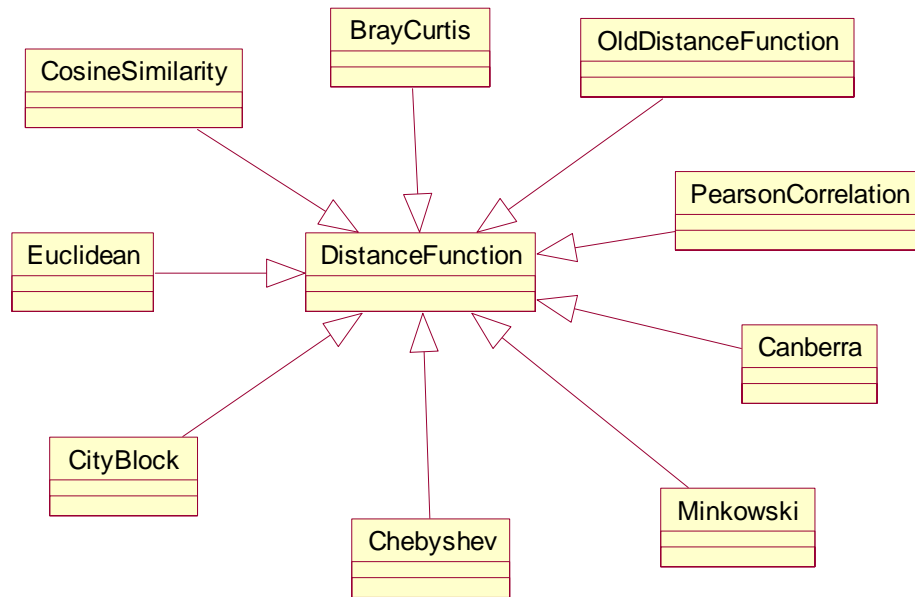 BrayCurtis
OldDistanceFunction
CosineSimilarity
PearsonCorrelation
Euclidean
DistanceFunction
Canberra
CityBlock
Minkowski
Chebyshev